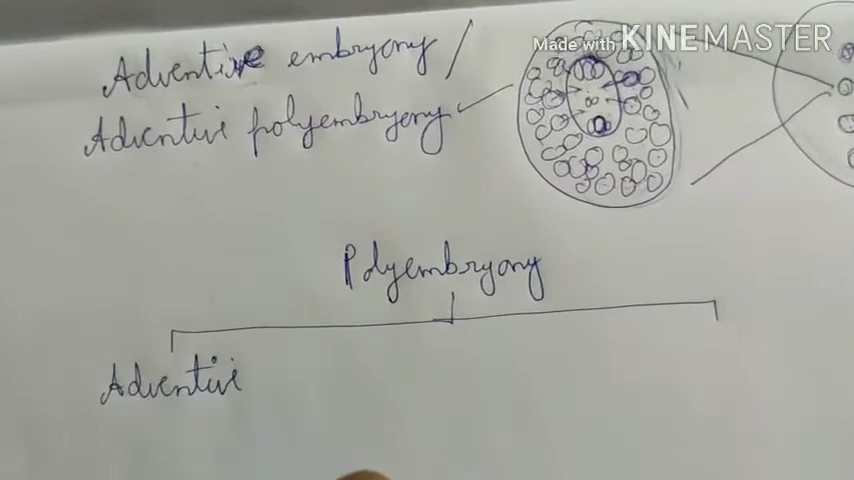 Adventive embryony /
Made with KINEMASTER
Adventive polyembryony
Polyembryony
Adventive